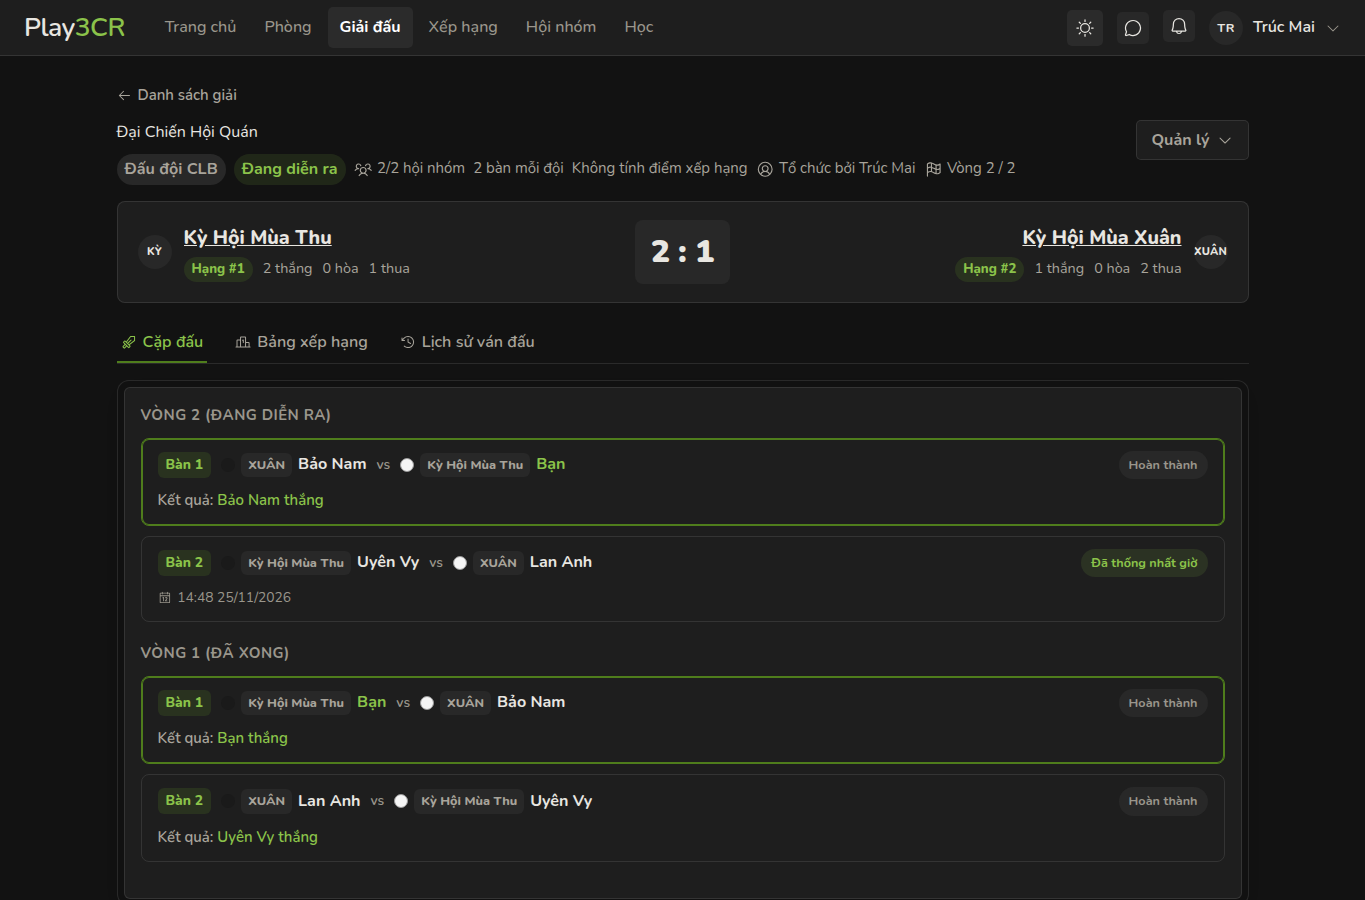 Play3CR Trang chủ Phòng Giải đấu Xếp hạng Hội nhóm Học TR Trúc Mai
← Danh sách giải
Đại Chiến Hội Quán
Quản lý
Đấu đội CLB Đang diễn ra 2/2 hội nhóm 2 bàn mỗi đội Không tính điểm xếp hạng Tổ chức bởi Trúc Mai Vòng 2 / 2
KỲ Kỳ Hội Mùa Thu 2 : 1 Kỳ Hội Mùa Xuân XUÂN
Hạng #1 2 thắng 0 hòa 1 thua Hạng #2 1 thắng 0 hòa 2 thua
Cặp đấu Bảng xếp hạng Lịch sử ván đấu
VÒNG 2 (ĐANG DIỄN RA)
Bàn 1 XUÂN Bảo Nam vs Kỳ Hội Mùa Thu Bạn Hoàn thành
Kết quả: Bảo Nam thắng
Bàn 2 Kỳ Hội Mùa Thu Uyên Vy vs XUÂN Lan Anh Đã thống nhất giờ
14:48 25/11/2026
VÒNG 1 (ĐÃ XONG)
Bàn 1 Kỳ Hội Mùa Thu Bạn vs XUÂN Bảo Nam Hoàn thành
Kết quả: Bạn thắng
Bàn 2 XUÂN Lan Anh vs Kỳ Hội Mùa Thu Uyên Vy Hoàn thành
Kết quả: Uyên Vy thắng